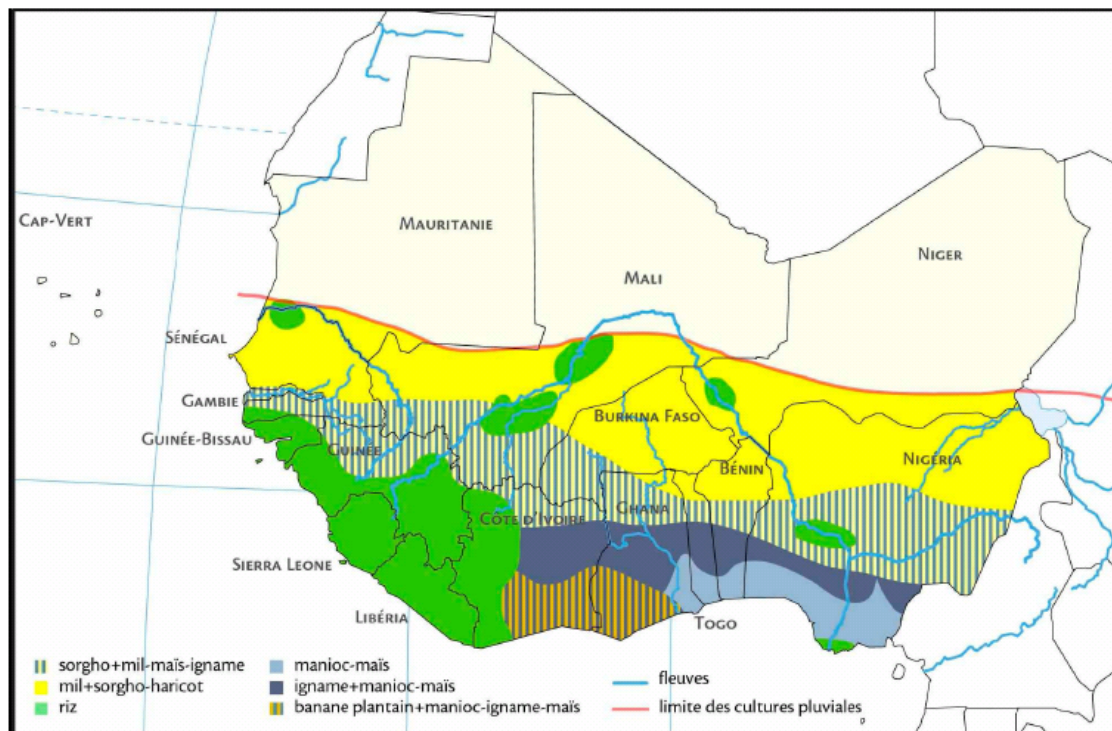 Mauritanie
Cap-Vert
Niger
Mali
Sénégal
Gambie
Burkina Faso
Guinée-Bissau
Guinée
Bénin
Nigéria
Ghana
Côte d'Ivoire
Sierra Leone
Libéria
Togo
sorgho+mil-maïs-igname
mil+sorgho-haricot
riz
manioc-maïs
igname+manioc-maïs
banane plantain+manioc-igname-maïs
fleuves
limite des cultures pluviales